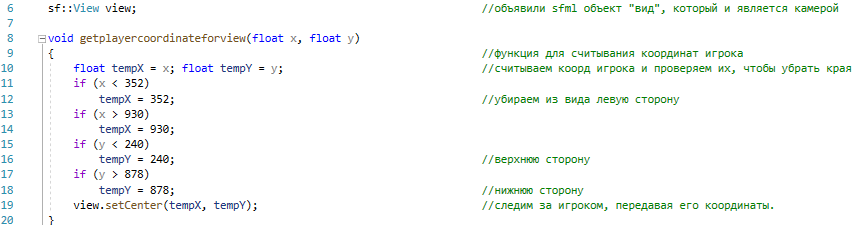 6 sf::View view; //объявили sfml объект "вид", который и является камерой
7
8 void getplayercoordinateforview(float x, float y)
9 { //функция для считывания координат игрока
10 float tempX = x; float tempY = y; //считываем коорд игрока и проверяем их, чтобы убрать края
11 if (x < 352)
12 tempX = 352; //убираем из вида левую сторону
13 if (x > 930)
14 tempX = 930;
15 if (y < 240)
16 tempY = 240; //верхнюю сторону
17 if (y > 878)
18 tempY = 878; //нижнюю сторону
19 view.setCenter(tempX, tempY); //следим за игроком, передавая его координаты.
20 }